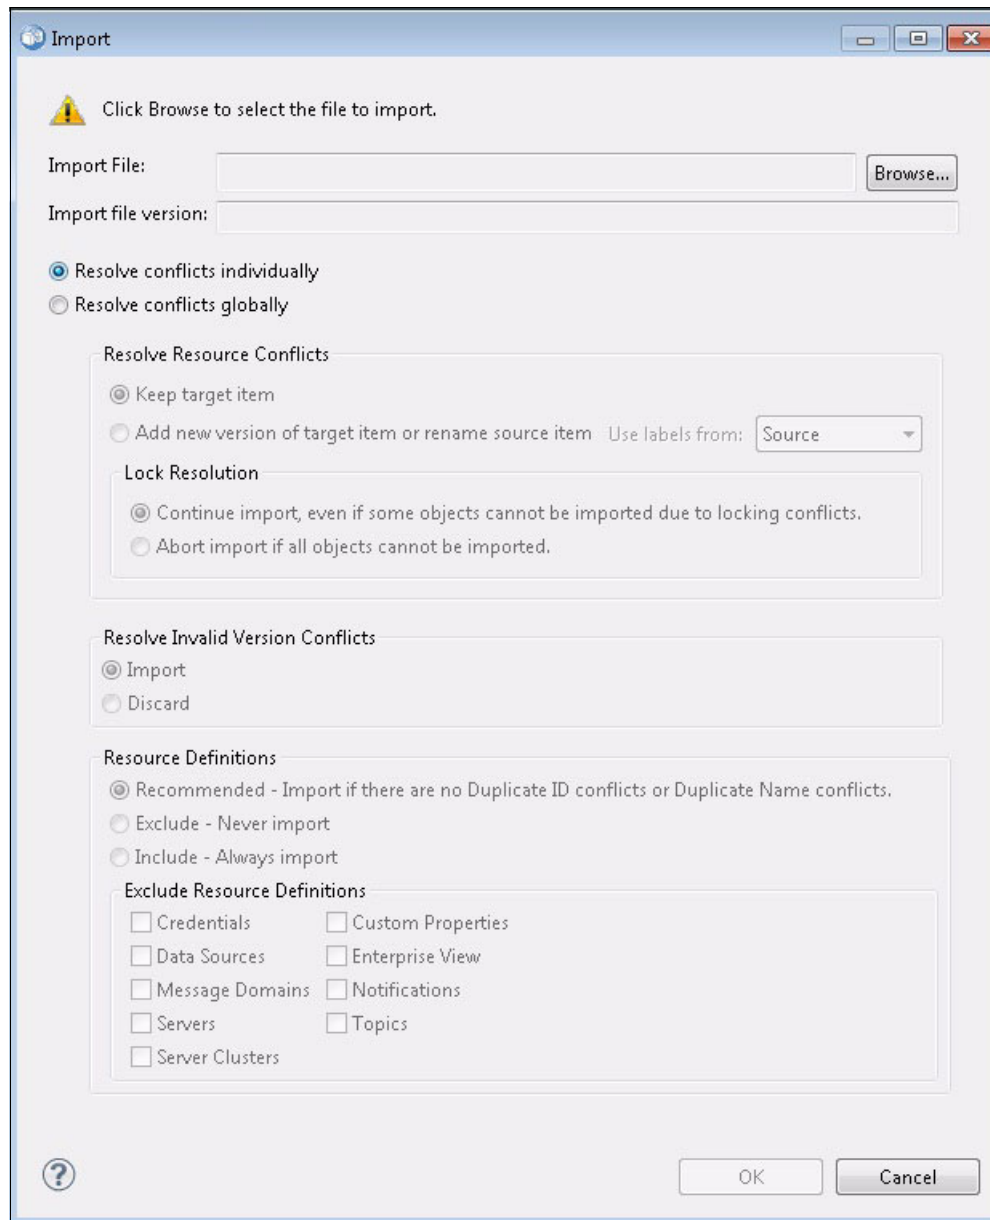 Import
Click Browse to select the file to import.
Import File:
Browse...
Import file version:
Resolve conflicts individually
Resolve conflicts globally
Resolve Resource Conflicts
Keep target item
Add new version of target item or rename source item Use labels from: Source
Lock Resolution
Continue import, even if some objects cannot be imported due to locking conflicts.
Abort import if all objects cannot be imported.
Resolve Invalid Version Conflicts
Import
Discard
Resource Definitions
Recommended - Import if there are no Duplicate ID conflicts or Duplicate Name conflicts.
Exclude - Never import
Include - Always import
Exclude Resource Definitions
Credentials Custom Properties
Data Sources Enterprise View
Message Domains Notifications
Servers Topics
Server Clusters
? OK Cancel